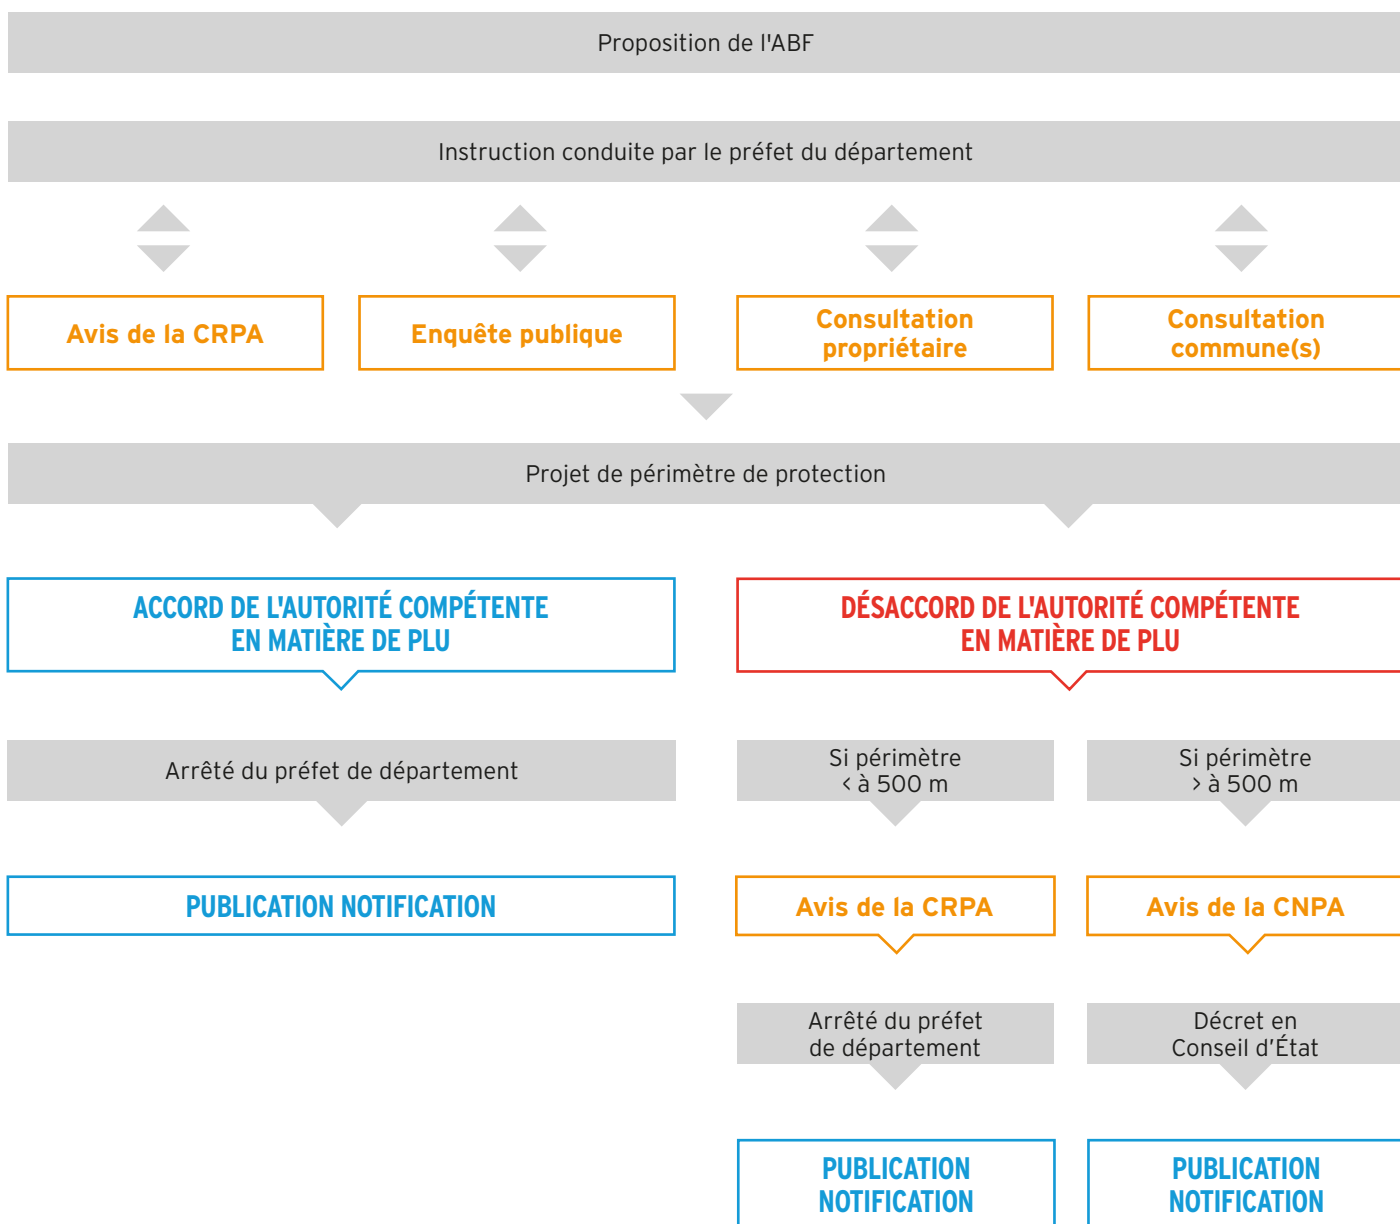 Proposition de l'ABF
Instruction conduite par le préfet du département
Avis de la CRPA
Enquête publique
Consultation
propriétaire
Consultation
commune(s)
Projet de périmètre de protection
ACCORD DE L'AUTORITÉ COMPÉTENTE
EN MATIÈRE DE PLU
DÉSACCORD DE L'AUTORITÉ COMPÉTENTE
EN MATIÈRE DE PLU
Arrêté du préfet de département
Si périmètre
< à 500 m
Si périmètre
> à 500 m
PUBLICATION NOTIFICATION
Avis de la CRPA
Avis de la CNPA
Arrêté du préfet
de département
Décret en
Conseil d’État
PUBLICATION
NOTIFICATION
PUBLICATION
NOTIFICATION